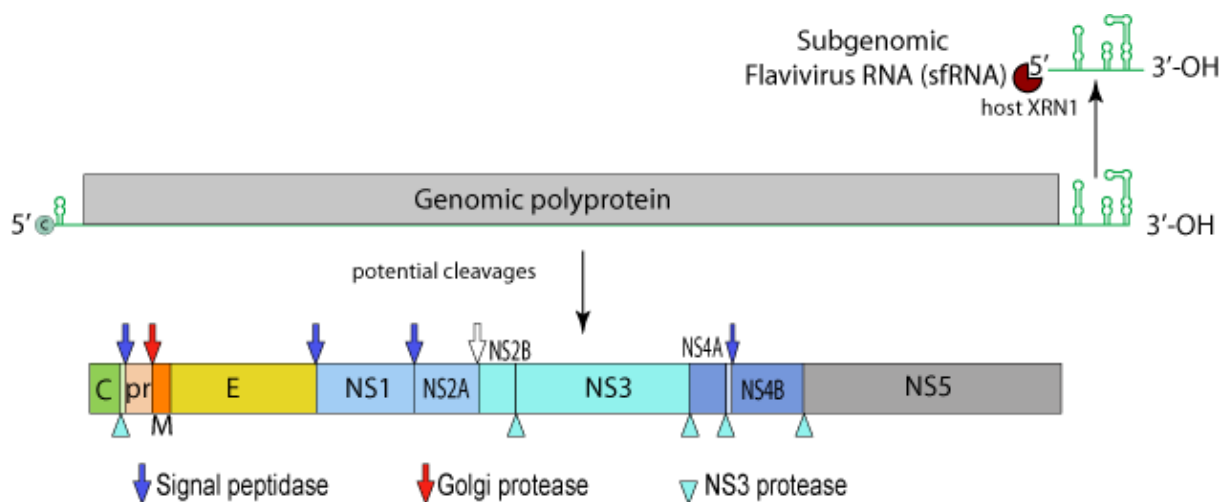 Subgenomic
Flavivirus RNA (sfRNA)
5′
3′-OH
host XRN1
Genomic polyprotein
5′
c
3′-OH
potential cleavages
NS2B
NS4A
C
pr
E
NS1
NS2A
NS3
NS4B
NS5
M
Signal peptidase
Golgi protease
NS3 protease